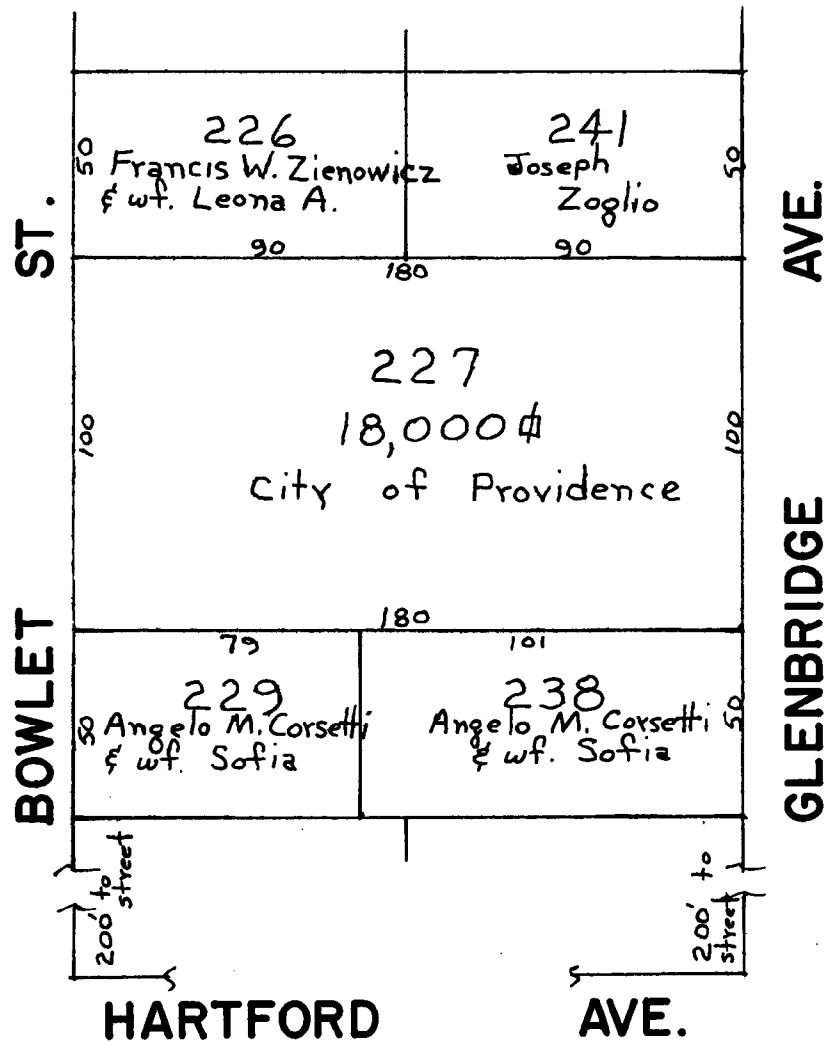 226
50 Francis W. Zienowicz
& wf. Leona A.
90
241
Joseph
Zoglio
50
90
180
227
18,000 ⏍
City of Providence
100
100
180
79
229
50 Angelo M. Corsetti
& wf. Sofia
101
238
Angelo M. Corsetti
& wf. Sofia
50
200' to
street
200' to
street
BOWLET ST.
GLENBRIDGE AVE.
HARTFORD AVE.